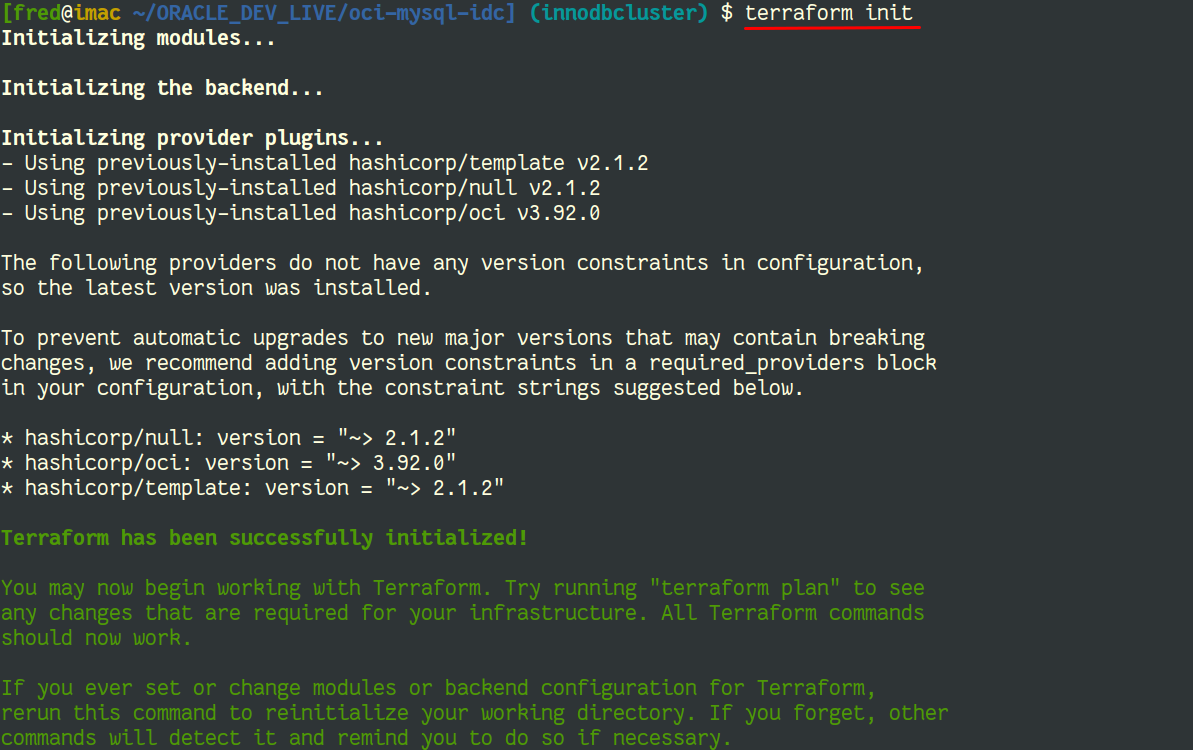 [fred@imac ~/ORACLE_DEV_LIVE/oci-mysql-idc] (innodbcluster) $ terraform init
Initializing modules...
Initializing the backend...
Initializing provider plugins...
- Using previously-installed hashicorp/template v2.1.2
- Using previously-installed hashicorp/null v2.1.2
- Using previously-installed hashicorp/oci v3.92.0
The following providers do not have any version constraints in configuration,
so the latest version was installed.
To prevent automatic upgrades to new major versions that may contain breaking
changes, we recommend adding version constraints in a required_providers block
in your configuration, with the constraint strings suggested below.
* hashicorp/null: version = "~> 2.1.2"
* hashicorp/oci: version = "~> 3.92.0"
* hashicorp/template: version = "~> 2.1.2"
Terraform has been successfully initialized!
You may now begin working with Terraform. Try running "terraform plan" to see
any changes that are required for your infrastructure. All Terraform commands
should now work.
If you ever set or change modules or backend configuration for Terraform,
rerun this command to reinitialize your working directory. If you forget, other
commands will detect it and remind you to do so if necessary.